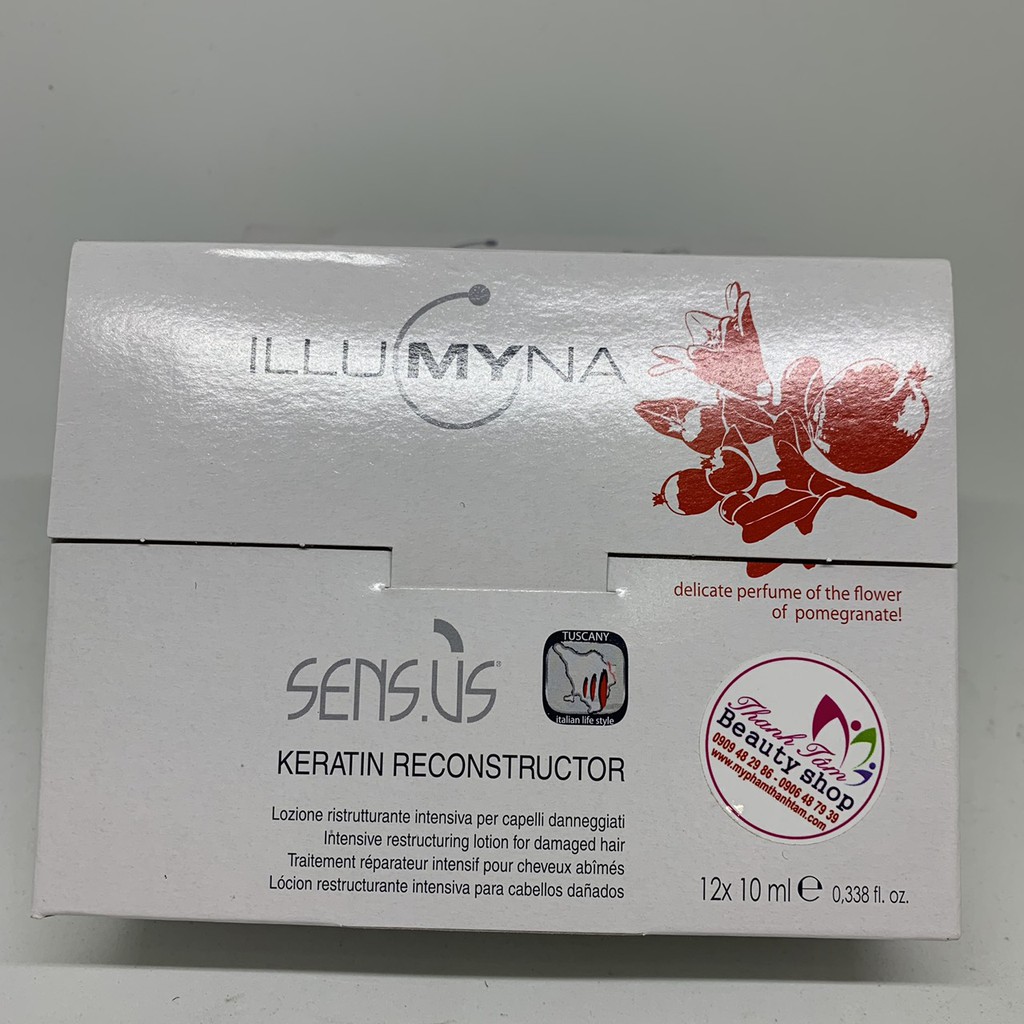 ILLUMYNA
delicate perfume of the flower
of pomegranate!
SENS.ÙS
TUSCANY
italian life style
KERATIN RECONSTRUCTOR
Lozione ristrutturante intensiva per capelli danneggiati
Intensive restructuring lotion for damaged hair
Traitement réparateur intensif pour cheveux abîmés
Lócion restructurante intensiva para cabellos dañados
Thanh Tâm
Beauty shop
0909 48 29 86 - 0906 48 79 39
www.myphamthanhtam.com
12x 10 ml ℮ 0,338 fl. oz.